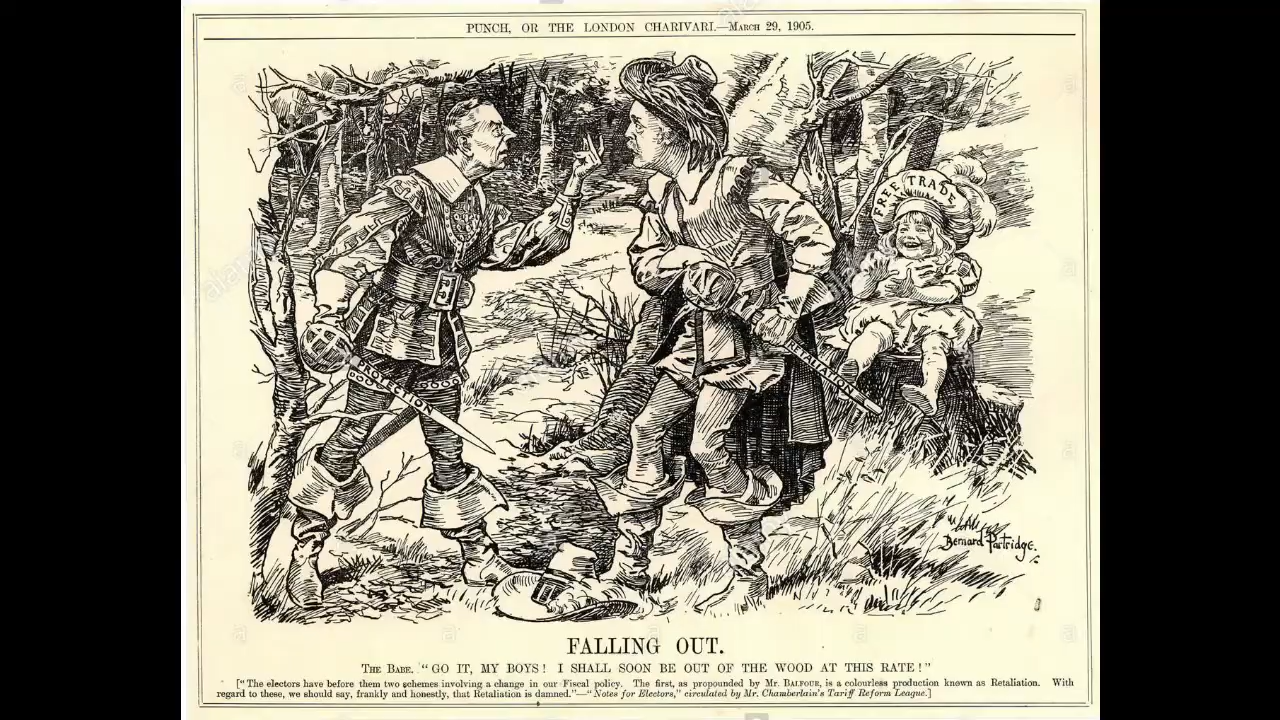 PUNCH, OR THE LONDON CHARIVARI.—MARCH 29, 1905.
FREE TRADE
PROTECTION
RETALIATION
Bernard Partridge.
FALLING OUT.
THE BABE. "GO IT, MY BOYS! I SHALL SOON BE OUT OF THE WOOD AT THIS RATE!"
["The electors have before them two schemes involving a change in our Fiscal policy. The first, as propounded by Mr. BALFOUR, is a colourless production known as Retaliation. With
regard to these, we should say, frankly and honestly, that Retaliation is damned."—"Notes for Electors," circulated by Mr. Chamberlain's Tariff Reform League.]
alamy